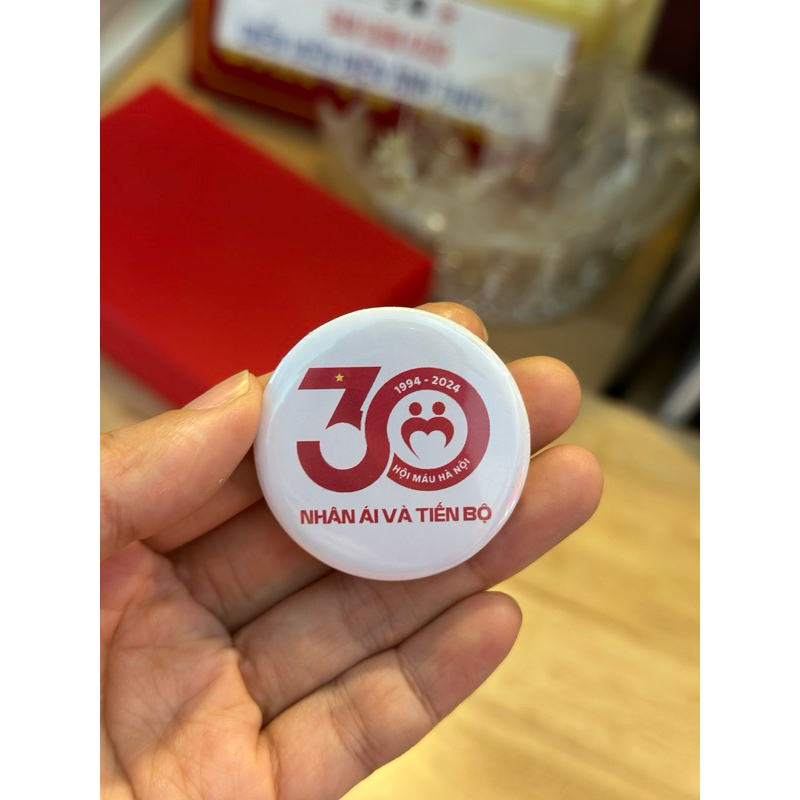 30
1994 - 2024
HỘI MÁU HÀ NỘI
NHÂN ÁI VÀ TIẾN BỘ